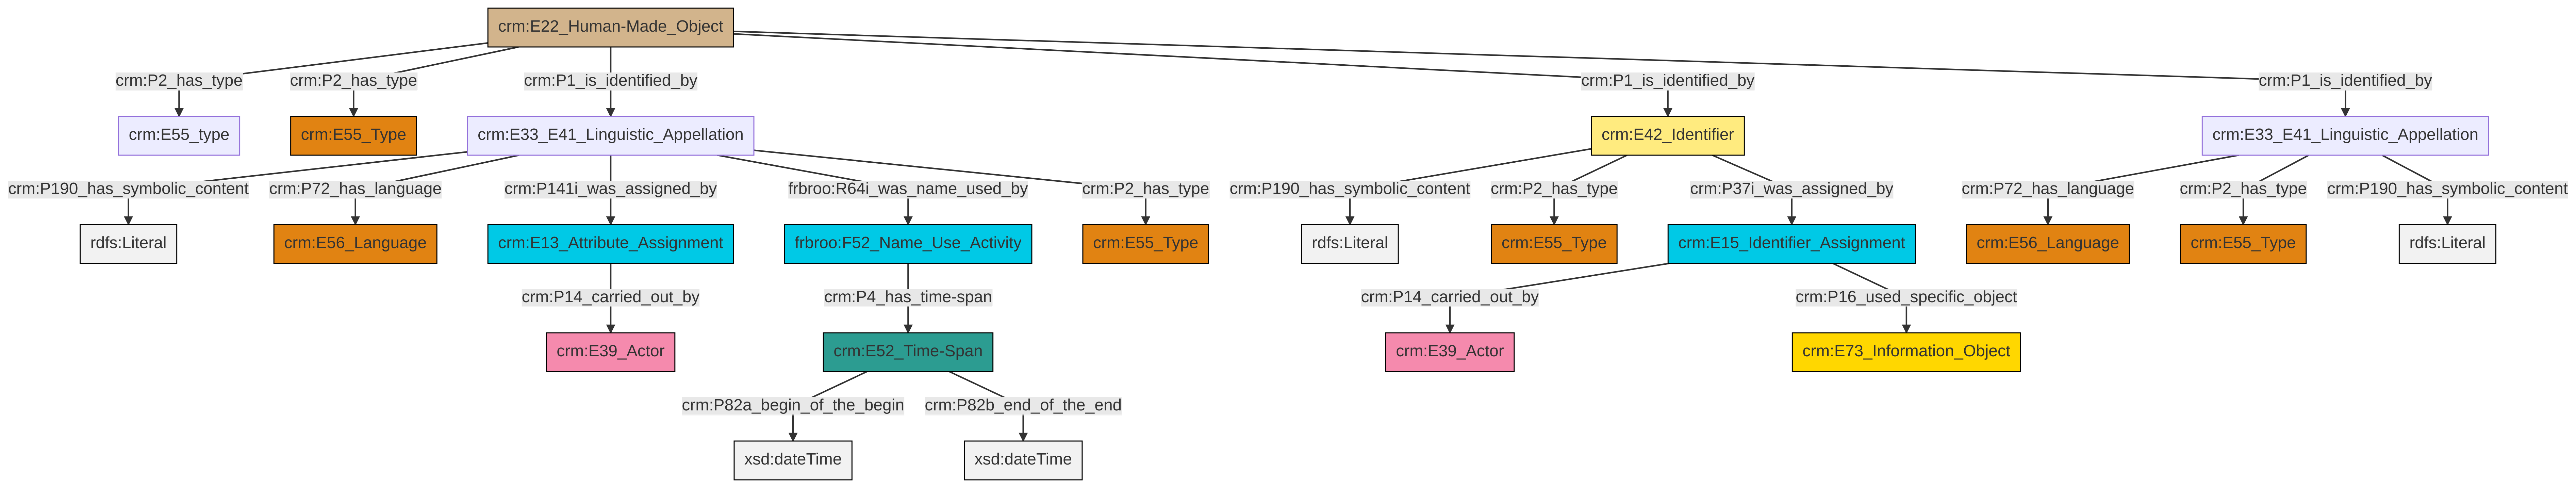 crm:E22_Human-Made_Object
crm:P2_has_type
crm:P2_has_type
crm:P1_is_identified_by
crm:P1_is_identified_by
crm:P1_is_identified_by
crm:E55_type
crm:E55_Type
crm:E33_E41_Linguistic_Appellation
crm:E42_Identifier
crm:E33_E41_Linguistic_Appellation
crm:P190_has_symbolic_content
crm:P72_has_language
crm:P141i_was_assigned_by
frbroo:R64i_was_name_used_by
crm:P2_has_type
crm:P190_has_symbolic_content
crm:P2_has_type
crm:P37i_was_assigned_by
crm:P72_has_language
crm:P2_has_type
crm:P190_has_symbolic_content
rdfs:Literal
crm:E56_Language
crm:E13_Attribute_Assignment
frbroo:F52_Name_Use_Activity
crm:E55_Type
rdfs:Literal
crm:E55_Type
crm:E15_Identifier_Assignment
crm:E56_Language
crm:E55_Type
rdfs:Literal
crm:P14_carried_out_by
crm:P4_has_time-span
crm:P14_carried_out_by
crm:P16_used_specific_object
crm:E39_Actor
crm:E52_Time-Span
crm:E39_Actor
crm:E73_Information_Object
crm:P82a_begin_of_the_begin
crm:P82b_end_of_the_end
xsd:dateTime
xsd:dateTime